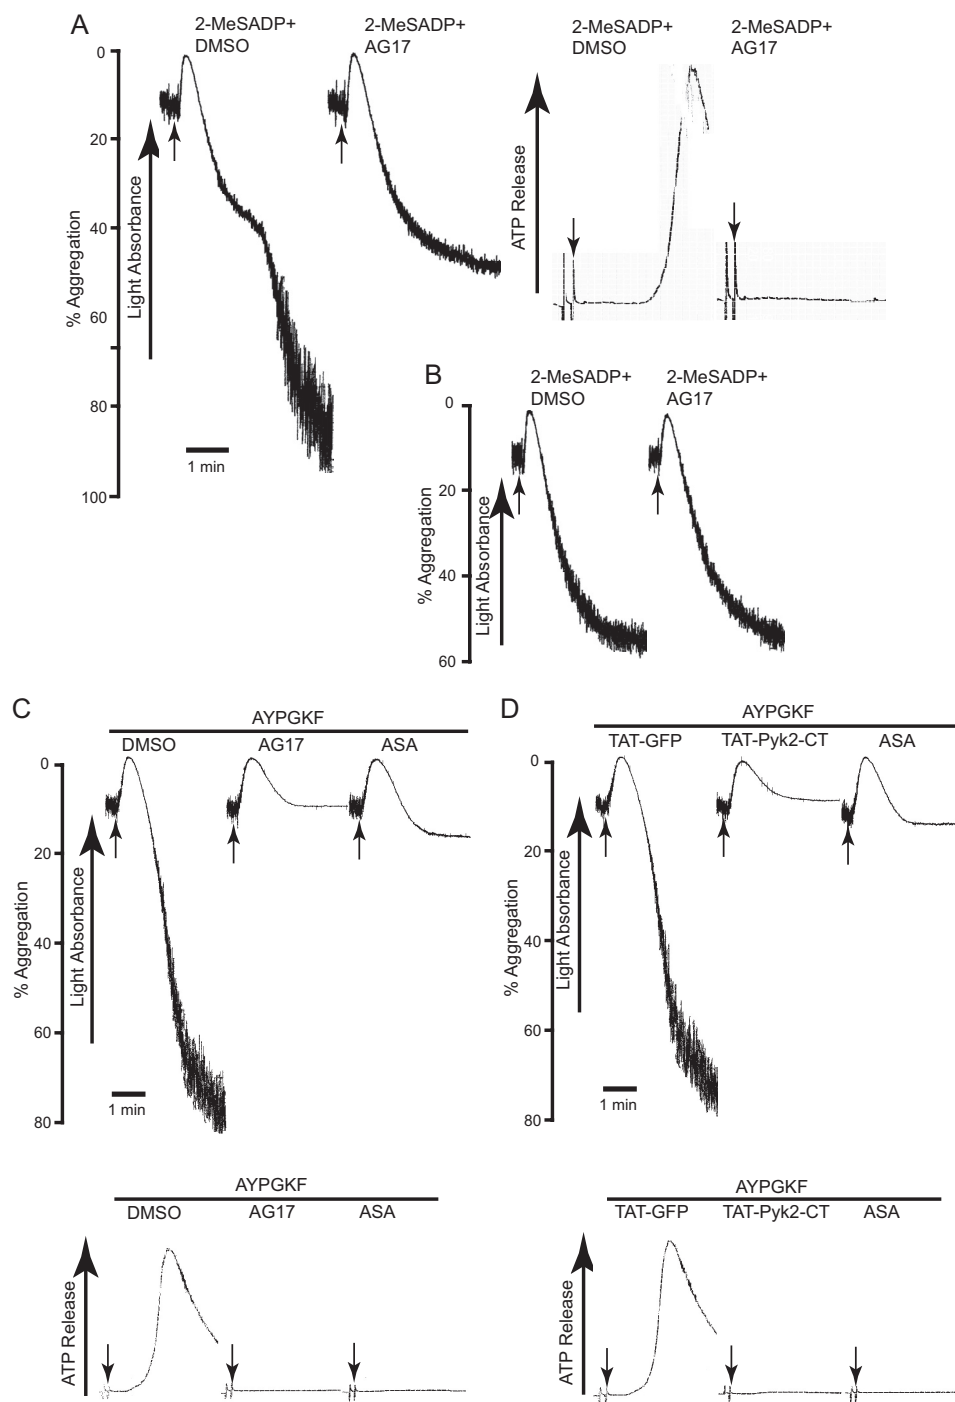 A
2-MeSADP+
DMSO
2-MeSADP+
AG17
2-MeSADP+
DMSO
2-MeSADP+
AG17
0
20
40
60
80
100
% Aggregation
Light Absorbance
1 min
ATP Release
B
2-MeSADP+
DMSO
2-MeSADP+
AG17
0
20
40
60
% Aggregation
Light Absorbance
C
AYPGKF
DMSO
AG17
ASA
0
20
40
60
80
% Aggregation
Light Absorbance
1 min
D
AYPGKF
TAT-GFP
TAT-Pyk2-CT
ASA
0
20
40
60
80
% Aggregation
Light Absorbance
1 min
AYPGKF
DMSO
AG17
ASA
ATP Release
AYPGKF
TAT-GFP
TAT-Pyk2-CT
ASA
ATP Release